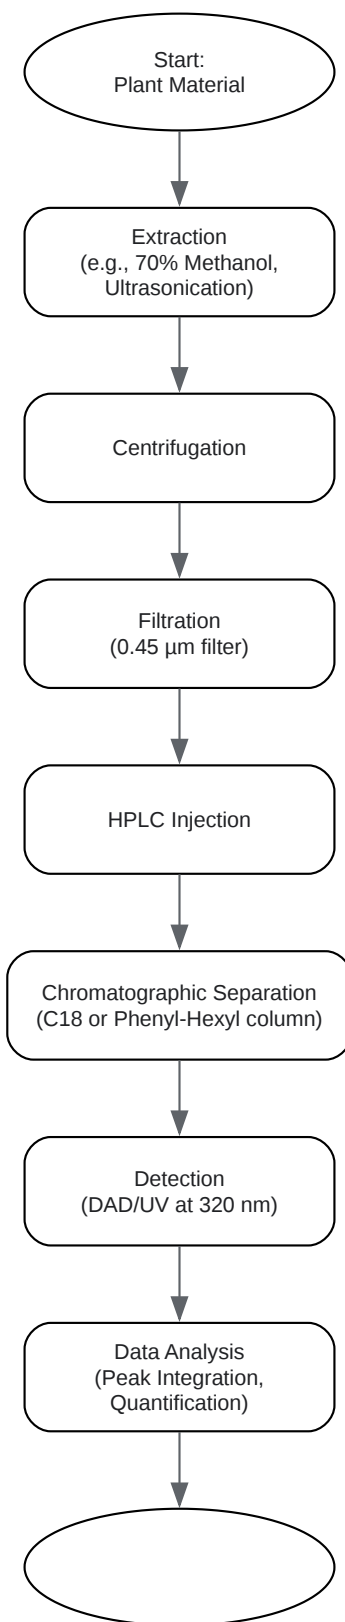 Start:
Plant Material
Extraction
(e.g., 70% Methanol,
Ultrasonication)
Centrifugation
Filtration
(0.45 µm filter)
HPLC Injection
Chromatographic Separation
(C18 or Phenyl-Hexyl column)
Detection
(DAD/UV at 320 nm)
Data Analysis
(Peak Integration,
Quantification)